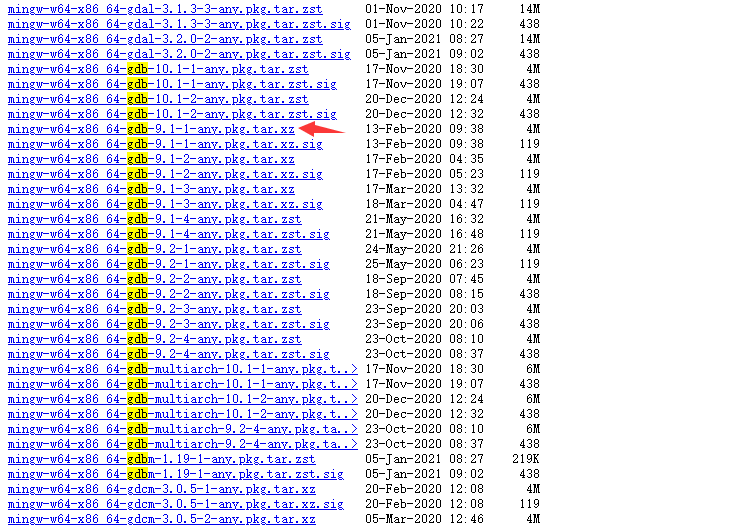 mingw-w64-x86_64-gdal-3.1.3-3-any.pkg.tar.zst 01-Nov-2020 10:17 14M
mingw-w64-x86_64-gdal-3.1.3-3-any.pkg.tar.zst.sig 01-Nov-2020 10:22 438
mingw-w64-x86_64-gdal-3.2.0-2-any.pkg.tar.zst 05-Jan-2021 08:27 14M
mingw-w64-x86_64-gdal-3.2.0-2-any.pkg.tar.zst.sig 05-Jan-2021 09:02 438
mingw-w64-x86_64-gdb-10.1-1-any.pkg.tar.zst 17-Nov-2020 18:30 4M
mingw-w64-x86_64-gdb-10.1-1-any.pkg.tar.zst.sig 17-Nov-2020 19:07 438
mingw-w64-x86_64-gdb-10.1-2-any.pkg.tar.zst 20-Dec-2020 12:24 4M
mingw-w64-x86_64-gdb-10.1-2-any.pkg.tar.zst.sig 20-Dec-2020 12:32 438
mingw-w64-x86_64-gdb-9.1-1-any.pkg.tar.xz 13-Feb-2020 09:38 4M
mingw-w64-x86_64-gdb-9.1-1-any.pkg.tar.xz.sig 13-Feb-2020 09:38 119
mingw-w64-x86_64-gdb-9.1-2-any.pkg.tar.xz 17-Feb-2020 04:35 4M
mingw-w64-x86_64-gdb-9.1-2-any.pkg.tar.xz.sig 17-Feb-2020 05:23 119
mingw-w64-x86_64-gdb-9.1-3-any.pkg.tar.xz 17-Mar-2020 13:32 4M
mingw-w64-x86_64-gdb-9.1-3-any.pkg.tar.xz.sig 18-Mar-2020 04:47 119
mingw-w64-x86_64-gdb-9.1-4-any.pkg.tar.zst 21-May-2020 16:32 4M
mingw-w64-x86_64-gdb-9.1-4-any.pkg.tar.zst.sig 21-May-2020 16:48 119
mingw-w64-x86_64-gdb-9.2-1-any.pkg.tar.zst 24-May-2020 21:26 4M
mingw-w64-x86_64-gdb-9.2-1-any.pkg.tar.zst.sig 25-May-2020 06:23 119
mingw-w64-x86_64-gdb-9.2-2-any.pkg.tar.zst 18-Sep-2020 07:45 4M
mingw-w64-x86_64-gdb-9.2-2-any.pkg.tar.zst.sig 18-Sep-2020 08:15 438
mingw-w64-x86_64-gdb-9.2-3-any.pkg.tar.zst 23-Sep-2020 20:03 4M
mingw-w64-x86_64-gdb-9.2-3-any.pkg.tar.zst.sig 23-Sep-2020 20:06 438
mingw-w64-x86_64-gdb-9.2-4-any.pkg.tar.zst 23-Oct-2020 08:10 4M
mingw-w64-x86_64-gdb-9.2-4-any.pkg.tar.zst.sig 23-Oct-2020 08:37 438
mingw-w64-x86_64-gdb-multiarch-10.1-1-any.pkg.t..> 17-Nov-2020 18:30 6M
mingw-w64-x86_64-gdb-multiarch-10.1-1-any.pkg.t..> 17-Nov-2020 19:07 438
mingw-w64-x86_64-gdb-multiarch-10.1-2-any.pkg.t..> 20-Dec-2020 12:24 6M
mingw-w64-x86_64-gdb-multiarch-10.1-2-any.pkg.t..> 20-Dec-2020 12:32 438
mingw-w64-x86_64-gdb-multiarch-9.2-4-any.pkg.ta..> 23-Oct-2020 08:10 6M
mingw-w64-x86_64-gdb-multiarch-9.2-4-any.pkg.ta..> 23-Oct-2020 08:37 438
mingw-w64-x86_64-gdbm-1.19-1-any.pkg.tar.zst 05-Jan-2021 08:27 219K
mingw-w64-x86_64-gdbm-1.19-1-any.pkg.tar.zst.sig 05-Jan-2021 09:02 438
mingw-w64-x86_64-gdcm-3.0.5-1-any.pkg.tar.xz 20-Feb-2020 12:08 4M
mingw-w64-x86_64-gdcm-3.0.5-1-any.pkg.tar.xz.sig 20-Feb-2020 12:08 119
mingw-w64-x86_64-gdcm-3.0.5-2-any.pkg.tar.xz 05-Mar-2020 12:46 4M